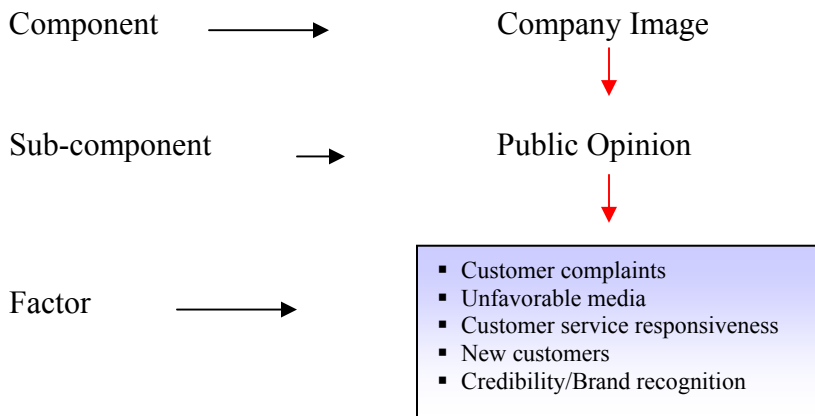 Component Company Image
Sub-component Public Opinion
Factor
▪ Customer complaints
▪ Unfavorable media
▪ Customer service responsiveness
▪ New customers
▪ Credibility/Brand recognition